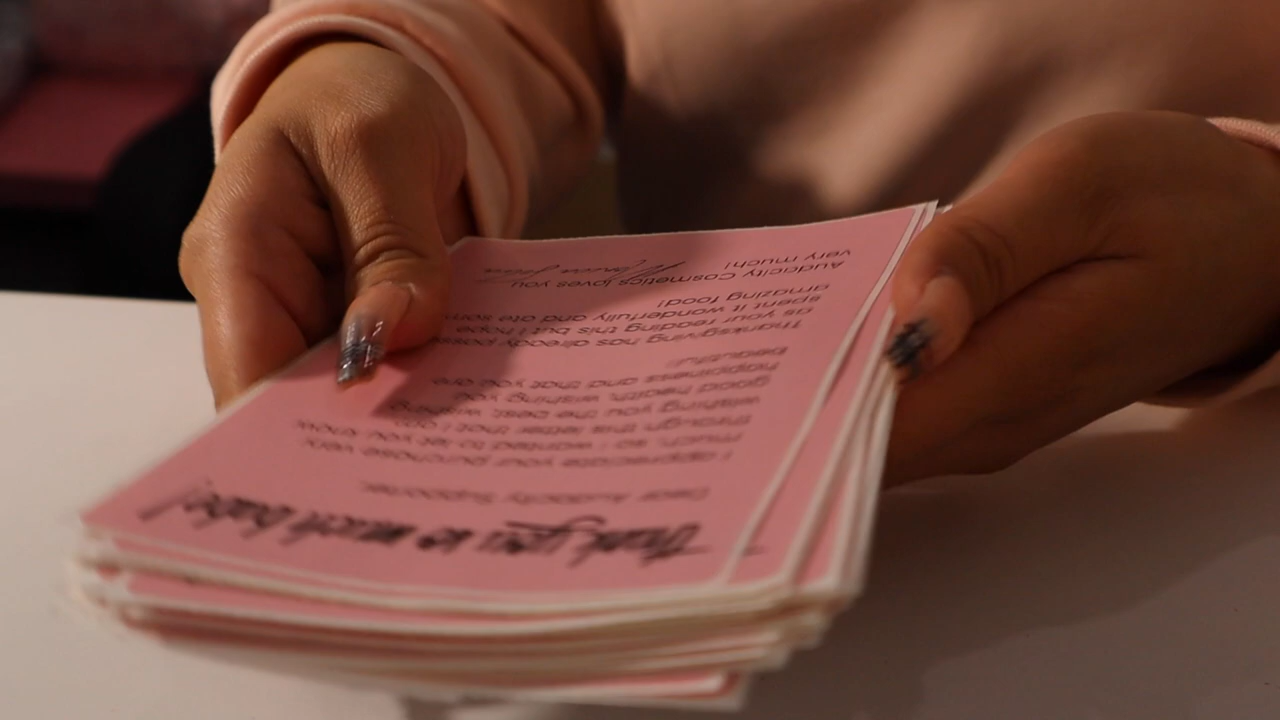 Thank you so much babe!
Dear Audacity Supporter,
I appreciate your purchase very
much, so I wanted to let you know
through this letter that I am
wishing you the best, wishing
good health, wishing you
happiness and that you are
beautiful!
Thanksgiving has already passe
as your reading this but I hope
spent it wonderfully and ate som
amazing food!
Audacity Cosmetics loves you
very much!